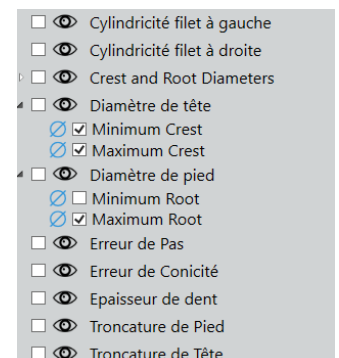 Cylindricité filet à gauche
Cylindricité filet à droite
Crest and Root Diameters
Diamètre de tête
Minimum Crest
Maximum Crest
Diamètre de pied
Minimum Root
Maximum Root
Erreur de Pas
Erreur de Conicité
Epaisseur de dent
Troncature de Pied
Troncature de Tête